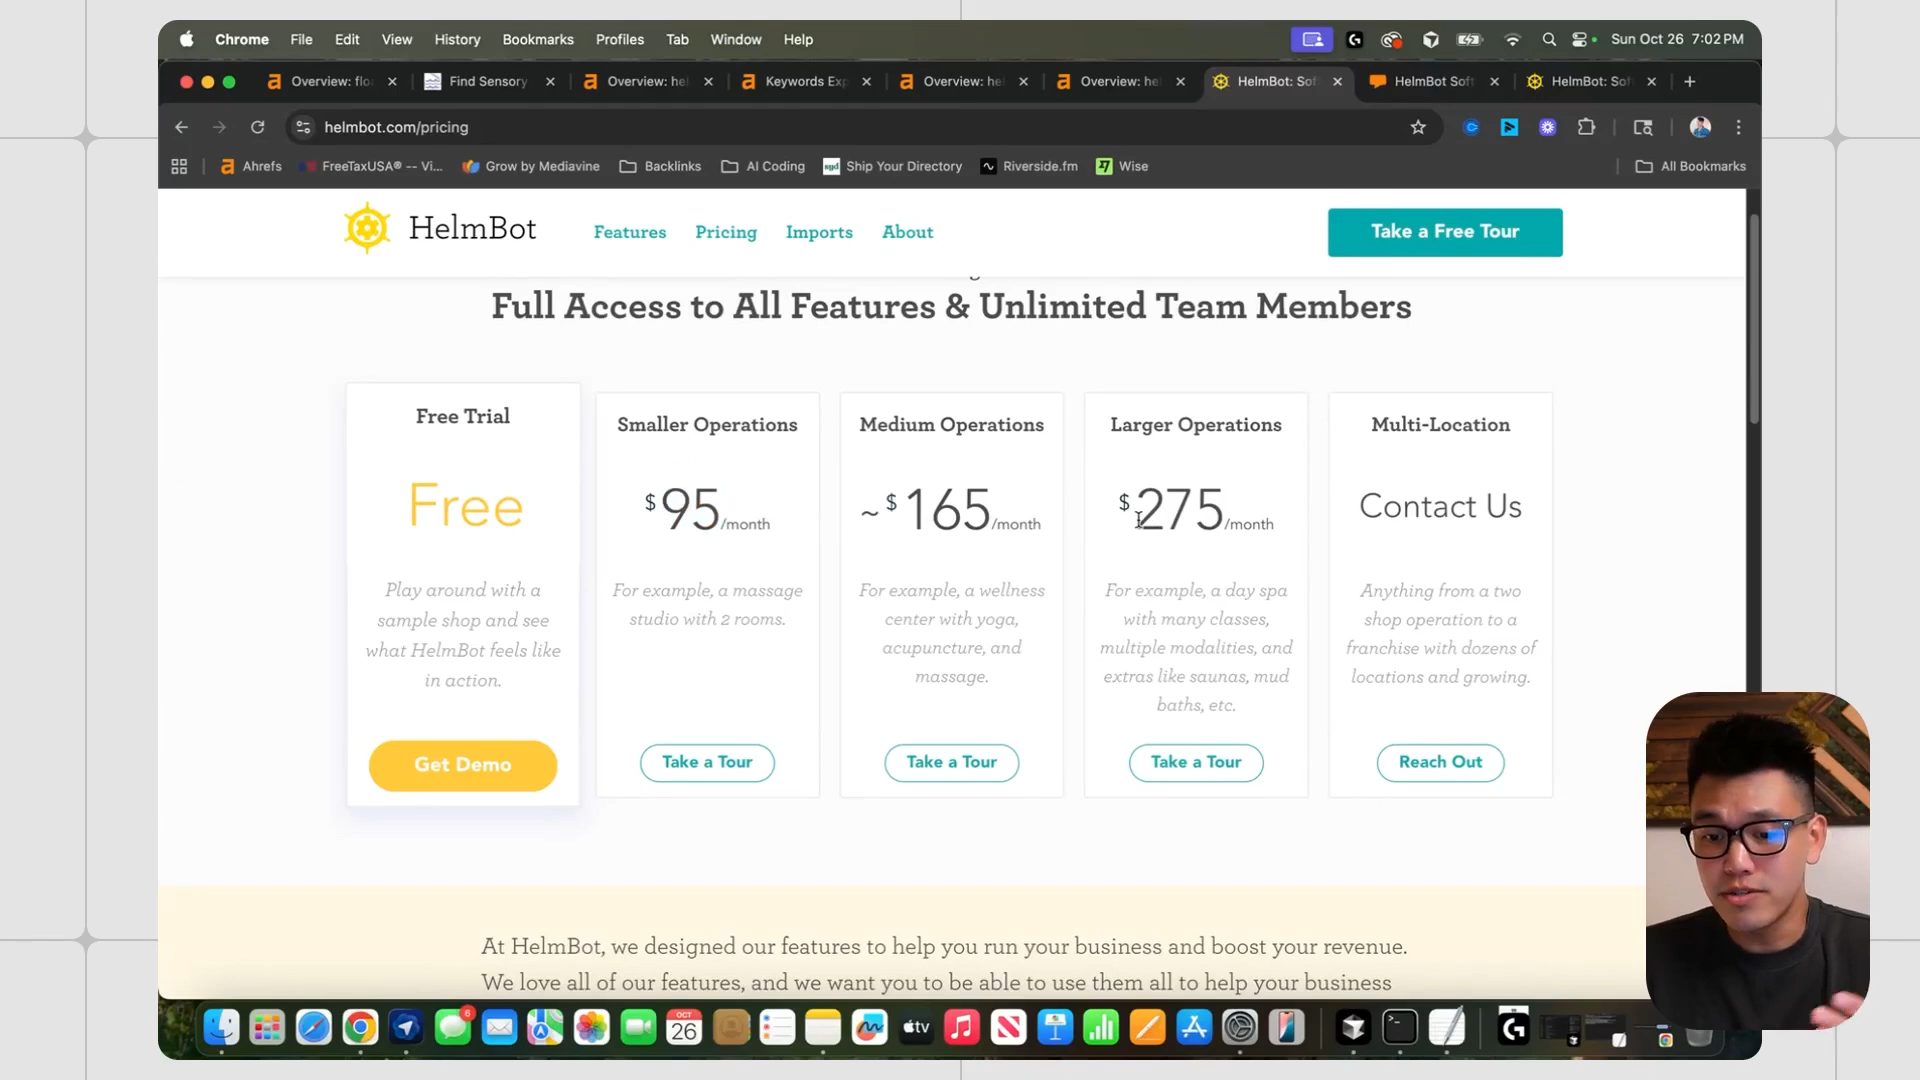 Chrome File Edit View History Bookmarks Profiles Tab Window Help
Sun Oct 26 7:02 PM
Overview: flo
Find Sensory
Overview: he
Keywords Exp
Overview: he
Overview: he
HelmBot: Sof
HelmBot Soft
HelmBot: Sof
helmbot.com/pricing
Ahrefs
FreeTaxUSA® -- Vi...
Grow by Mediavine
Backlinks
AI Coding
Ship Your Directory
Riverside.fm
Wise
All Bookmarks
HelmBot
Features
Pricing
Imports
About
Take a Free Tour
Full Access to All Features & Unlimited Team Members
Free Trial
Free
Play around with a
sample shop and see
what HelmBot feels like
in action.
Get Demo
Smaller Operations
$95/month
For example, a massage
studio with 2 rooms.
Take a Tour
Medium Operations
~$165/month
For example, a wellness
center with yoga,
acupuncture, and
massage.
Take a Tour
Larger Operations
$275/month
For example, a day spa
with many classes,
multiple modalities, and
extras like saunas, mud
baths, etc.
Take a Tour
Multi-Location
Contact Us
Anything from a two
shop operation to a
franchise with dozens of
locations and growing.
Reach Out
At HelmBot, we designed our features to help you run your business and boost your revenue.
We love all of our features, and we want you to be able to use them all to help your business
6
OCT
26
tv